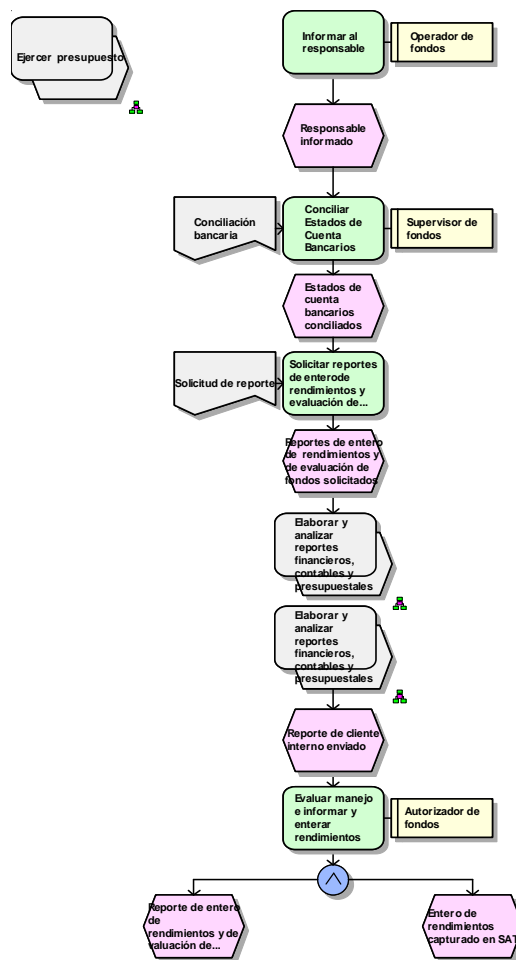 Ejercer presupuesto
Informar al
responsable
Operador de
fondos
Responsable
informado
Conciliación
bancaria
Conciliar
Estados de
Cuenta
Bancarios
Supervisor de
fondos
Estados de
cuenta
bancarios
conciliados
Solicitud de reporte
Solicitar reportes
de enterode
rendimientos y
evaluación de...
Reportes de entero
de rendimientos y
de evaluación de
fondos solicitados
Elaborar y
analizar
reportes
financieros,
contables y
presupuestales
Elaborar y
analizar
reportes
financieros,
contables y
presupuestales
Reporte de cliente
interno enviado
Evaluar manejo
e informar y
enterar
rendimientos
Autorizador de
fondos
Reporte de entero
de
rendimientos y de
valuación de...
Entero de
rendimientos
capturado en SAT